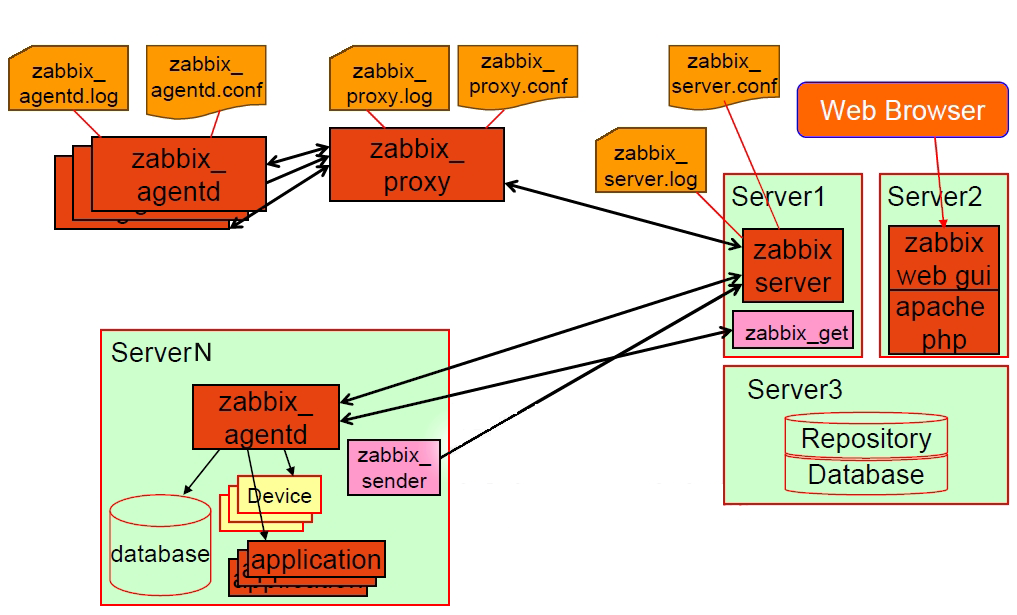 zabbix_
agentd.log
zabbix_
agentd.conf
zabbix_
proxy.log
zabbix_
proxy.conf
zabbix_
server.conf
Web Browser
zabbix_
agentd
zabbix_
proxy
zabbix_
server.log
Server1
zabbix
server
zabbix_get
Server2
zabbix
web gui
apache
php
ServerN
zabbix_
agentd
zabbix_
sender
Device
database
application
Server3
Repository
Database